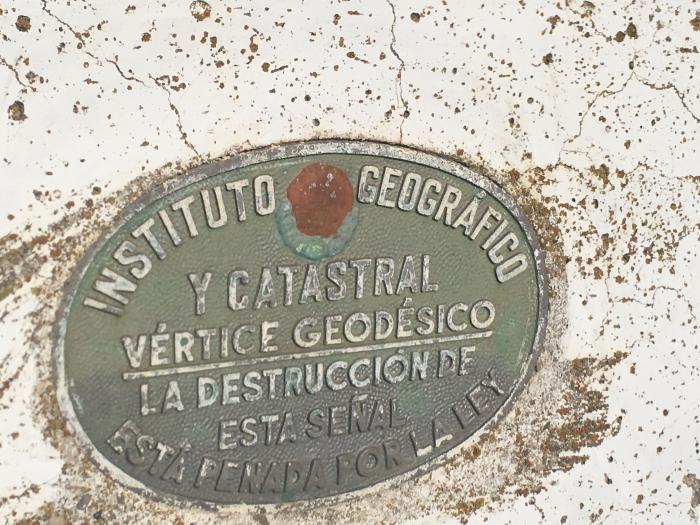 INSTITUTO GEOGRÁFICO
Y CATASTRAL
VÉRTICE GEODÉSICO
LA DESTRUCCIÓN DE
ESTA SEÑAL
ESTÁ PENADA POR LA LEY